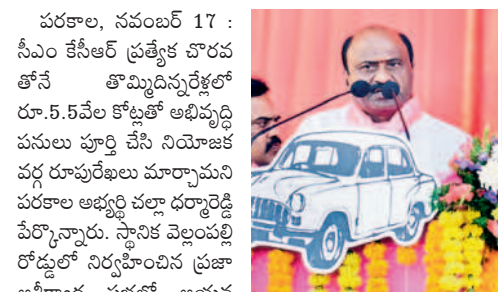 పరకాల, నవంబర్ 17 :
సీఎం కేసీఆర్ ప్రత్యేక చొరవ
తోనే తొమ్మిదిన్నరేళ్లలో
రూ.5.5వేల కోట్లతో అభివృద్ధి
పనులు పూర్తి చేసి నియోజక
వర్గ రూపురేఖలు మార్చామని
పరకాల అభ్యర్థి చల్లా ధర్మారెడ్డి
పేర్కొన్నారు. స్థానిక వెల్లంపల్లి
రోడ్డులో నిర్వహించిన ప్రజా